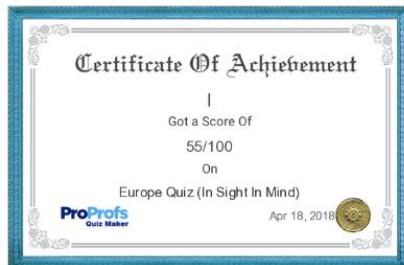 Certificate Of Achievement
I
Got a Score Of
55/100
On
Europe Quiz (In Sight In Mind)
ProProfs
Quiz Maker
Apr 18, 2018